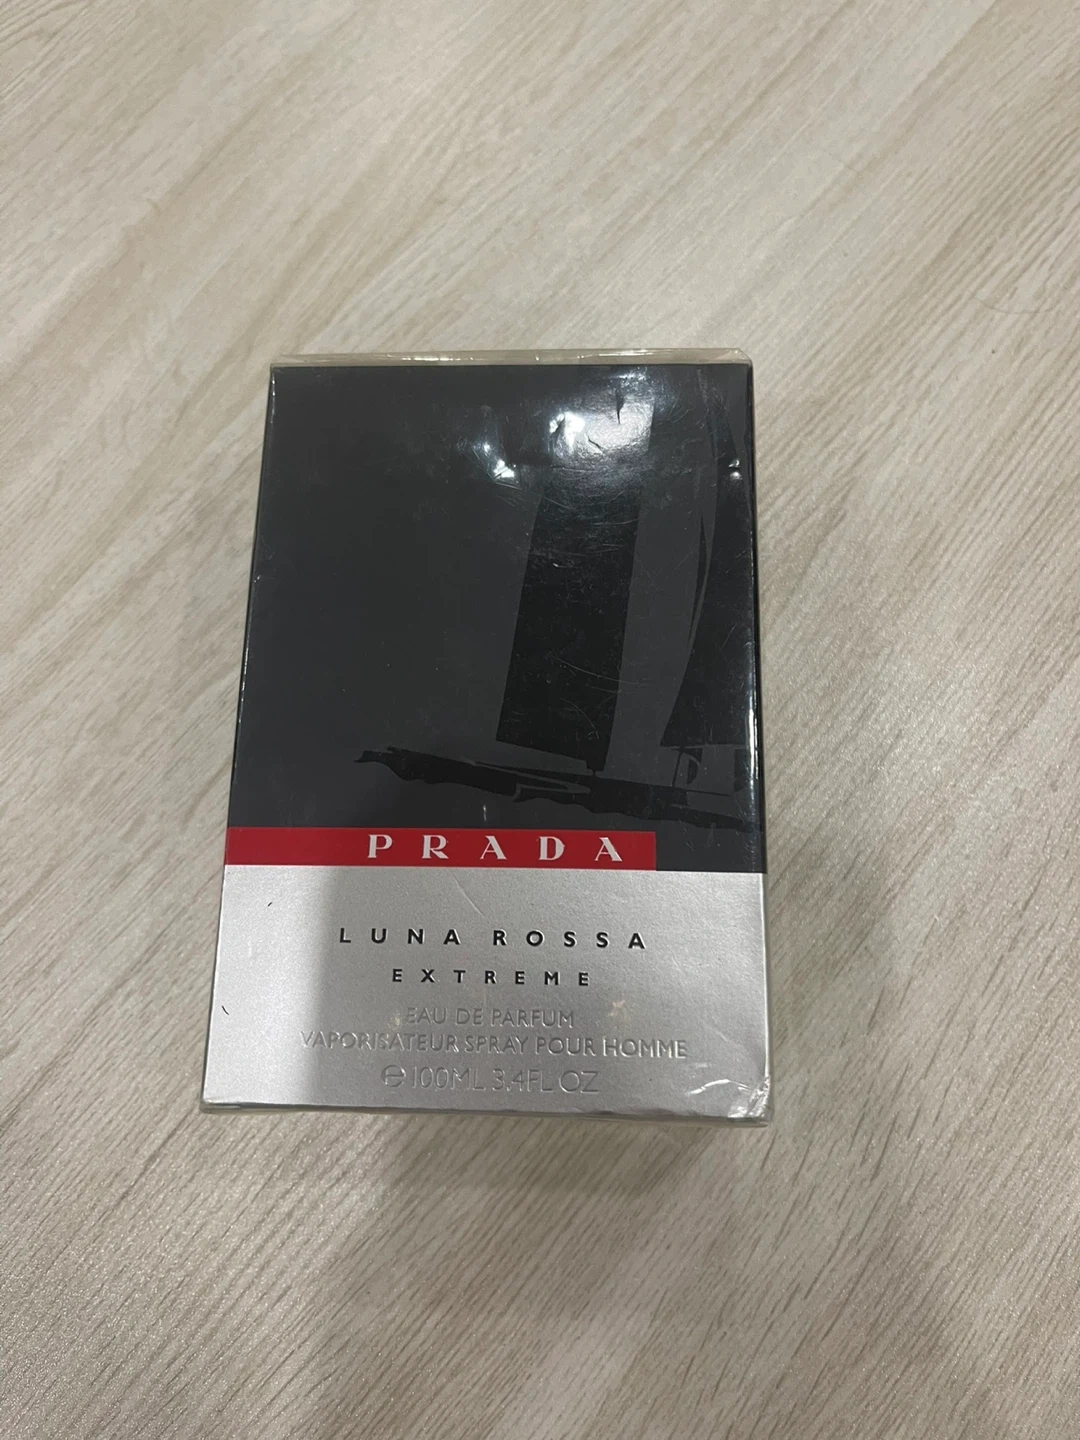 PRADA
LUNA ROSSA
EXTREME
EAU DE PARFUM
VAPORISATEUR SPRAY POUR HOMME
℮ 100ML 3.4FL OZ